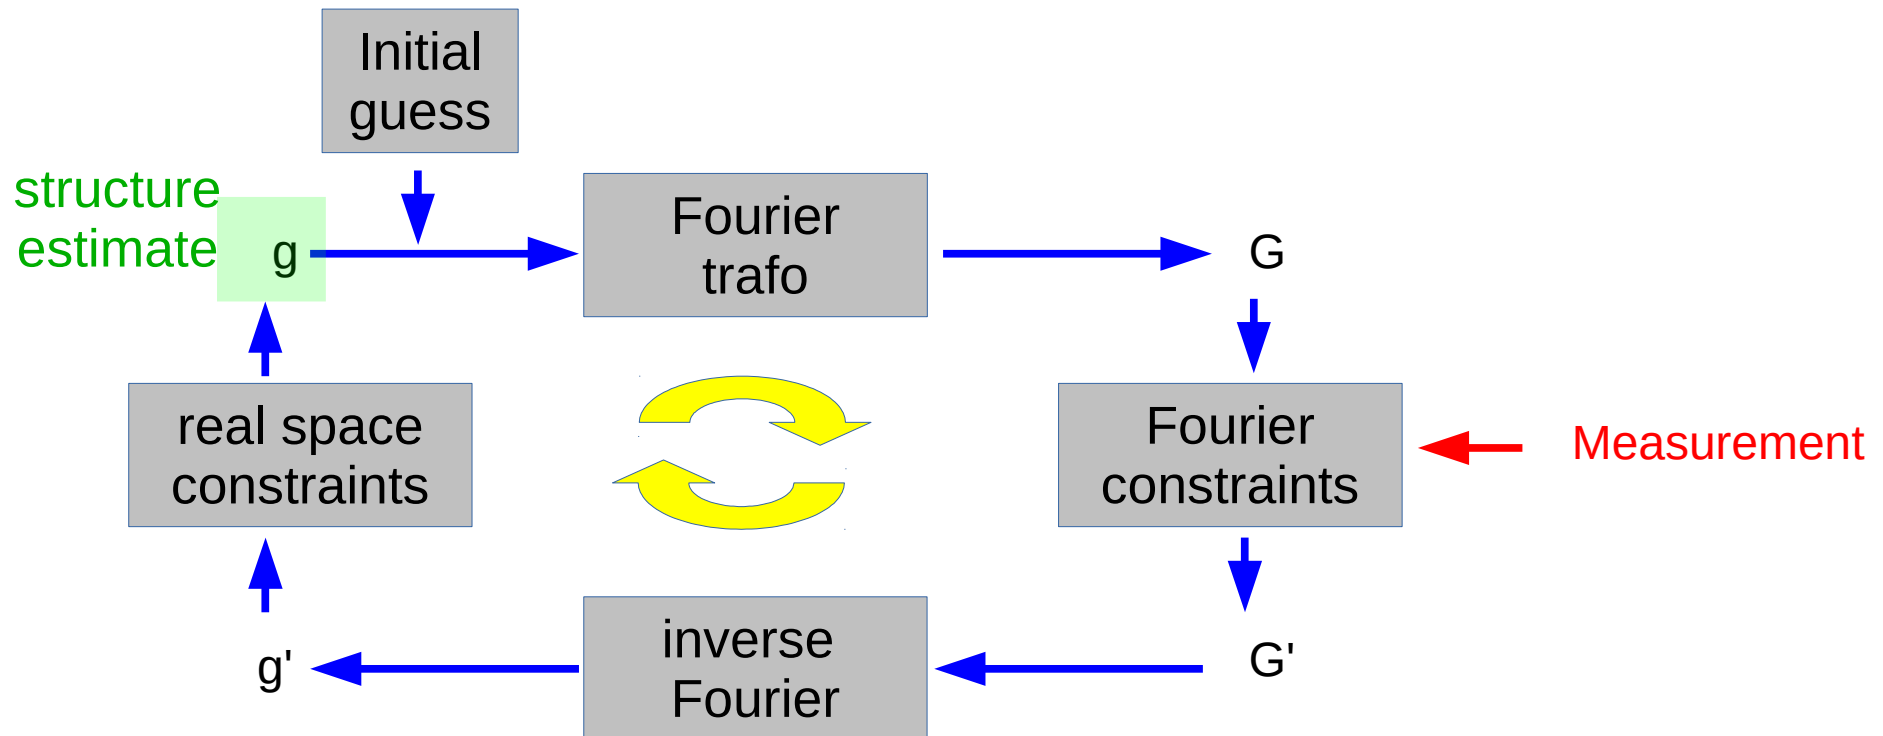 Initial
guess
structure
estimate
g
Fourier
trafo
G
real space
constraints
Fourier
constraints
Measurement
g'
inverse
Fourier
G'